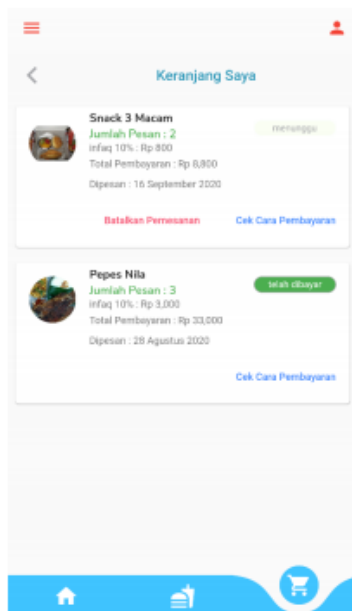 Keranjang Saya
Snack 3 Macam
menunggu
Jumlah Pesan : 2
infaq 10% : Rp 800
Total Pembayaran : Rp 8,800
Dipesan : 16 September 2020
Batalkan Pemesanan
Cek Cara Pembayaran
Pepes Nila
telah dibayar
Jumlah Pesan : 3
infaq 10% : Rp 3,000
Total Pembayaran : Rp 33,000
Dipesan : 28 Agustus 2020
Cek Cara Pembayaran